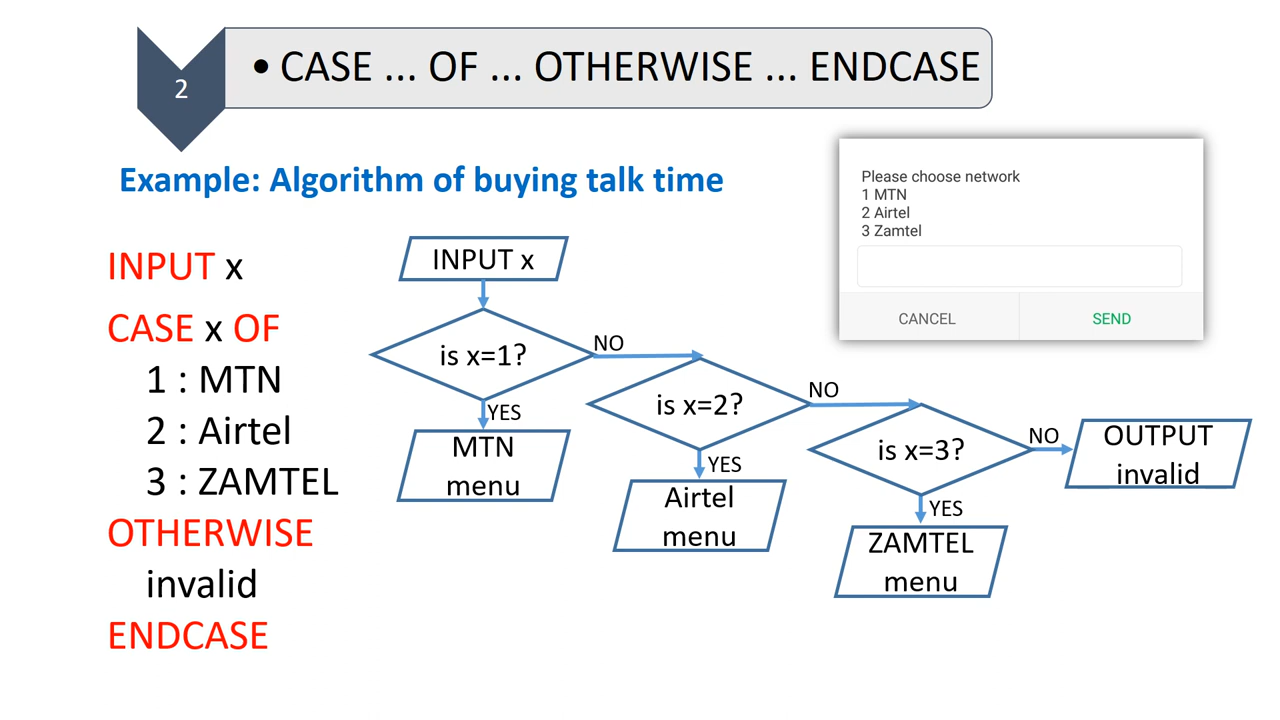 2
• CASE ... OF ... OTHERWISE ... ENDCASE
Example: Algorithm of buying talk time
Please choose network
1 MTN
2 Airtel
3 Zamtel
CANCEL
SEND
INPUT x
CASE x OF
1 : MTN
2 : Airtel
3 : ZAMTEL
OTHERWISE
invalid
ENDCASE
INPUT x
is x=1?
NO
YES
MTN
menu
is x=2?
NO
YES
Airtel
menu
is x=3?
NO
YES
ZAMTEL
menu
OUTPUT
invalid